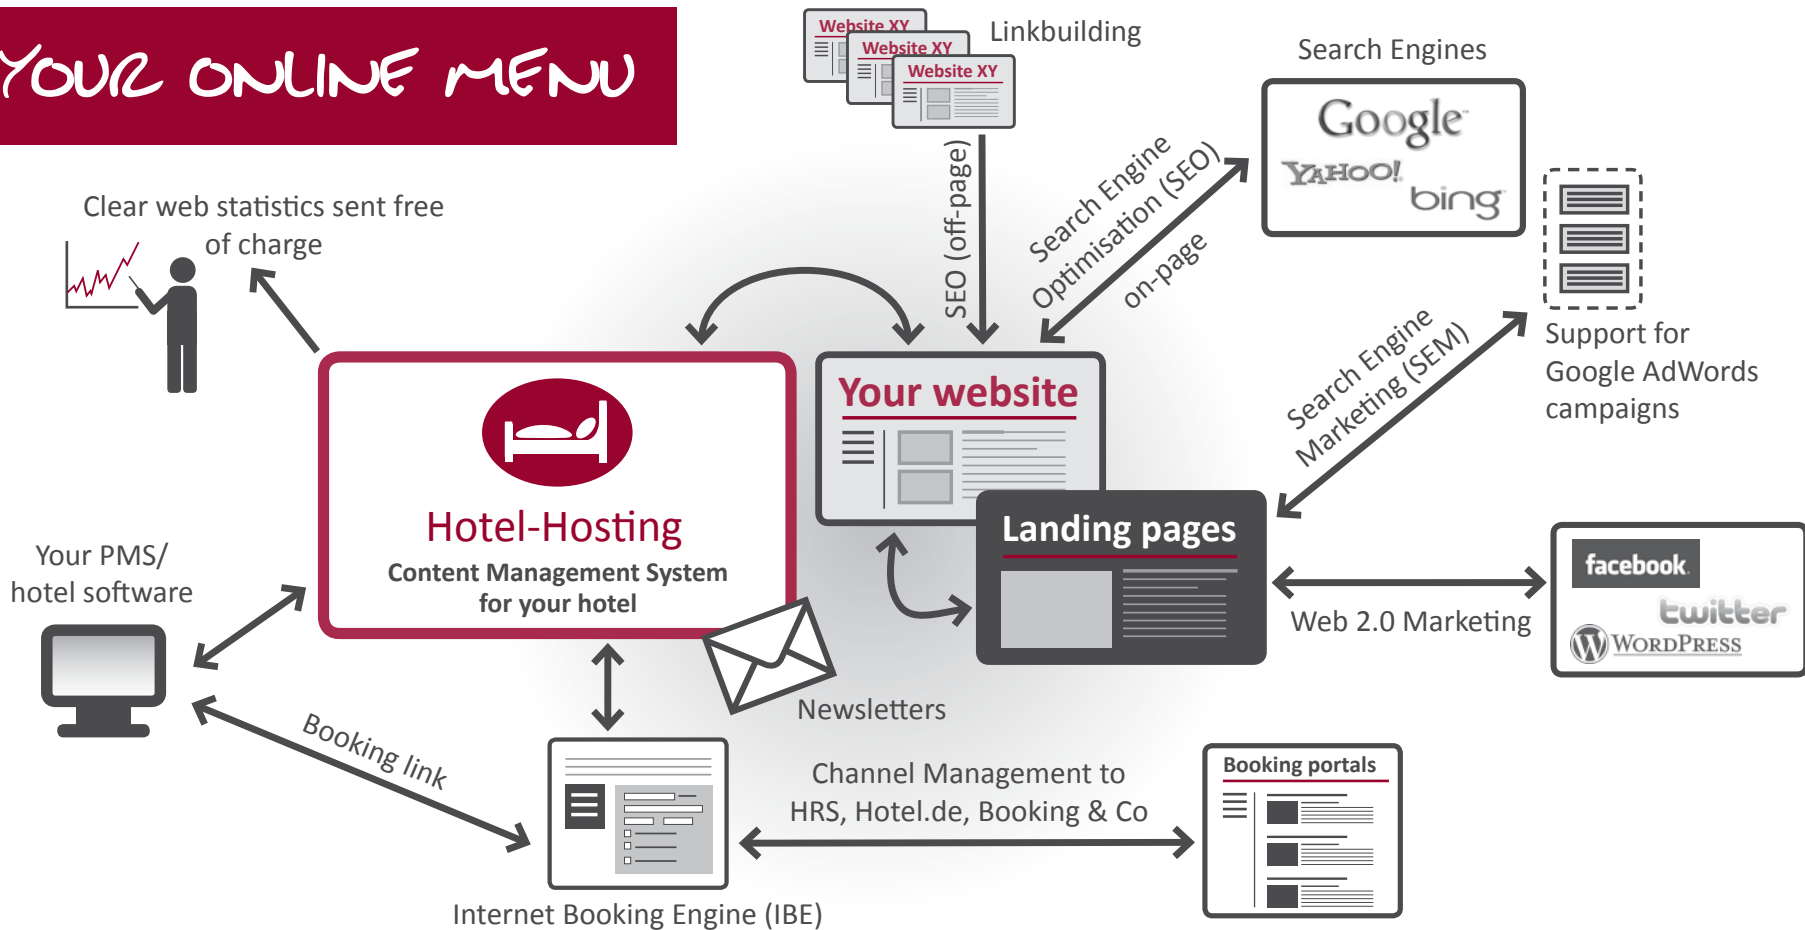 YOUR ONLINE MENU
Website XY
Website XY
Website XY
Linkbuilding
Search Engines
Google
YAHOO!
bing
Clear web statistics sent free
of charge
SEO (off-page)
Search Engine
Optimisation (SEO)
on-page
Search Engine
Marketing (SEM)
Support for
Google AdWords
campaigns
Your website
Hotel-Hosting
Content Management System
for your hotel
Landing pages
Your PMS/
hotel software
facebook.
twitter
WORDPRESS
Web 2.0 Marketing
Newsletters
Booking link
Channel Management to
HRS, Hotel.de, Booking & Co
Booking portals
Internet Booking Engine (IBE)